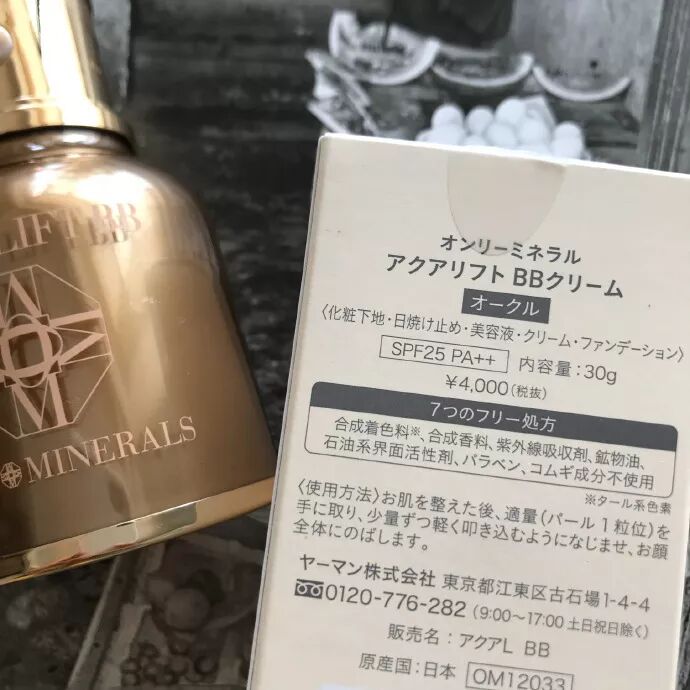 LIFT BB
MINERALS
オンリーミネラル
アクアリフト BBクリーム
オークル
〈化粧下地・日焼け止め・美容液・クリーム・ファンデーション〉
SPF25 PA++ 内容量：30g
¥4,000(税抜)
7つのフリー処方
合成着色料※、合成香料、紫外線吸収剤、鉱物油、
石油系界面活性剤、パラベン、コムギ成分不使用
※タール系色素
〈使用方法〉お肌を整えた後、適量（パール1粒位）を
手に取り、少量ずつ軽く叩き込むようになじませ、お顔
全体にのばします。
ヤーマン株式会社 東京都江東区古石場1-4-4
0120-776-282 (9:00~17:00 土日祝日除く)
販売名：アクアL BB
原産国：日本 OM12033